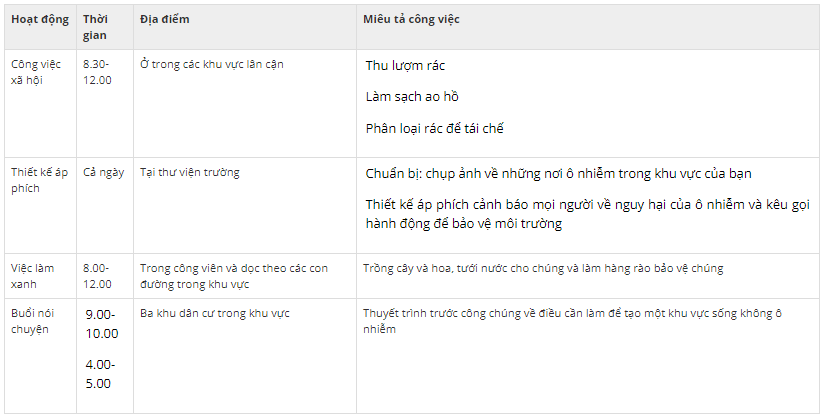 Hoạt động
Thời gian
Địa điểm
Miêu tả công việc
Công việc xã hội
8.30-
12.00
Ở trong các khu vực lân cận
Thu lượm rác
Làm sạch ao hồ
Phân loại rác để tái chế
Thiết kế áp phích
Cả ngày
Tại thư viện trường
Chuẩn bị: chụp ảnh về những nơi ô nhiễm trong khu vực của bạn
Thiết kế áp phích cảnh báo mọi người về nguy hại của ô nhiễm và kêu gọi
hành động để bảo vệ môi trường
Việc làm xanh
8.00-
12.00
Trong công viên và dọc theo các con
đường trong khu vực
Trồng cây và hoa, tưới nước cho chúng và làm hàng rào bảo vệ chúng
Buổi nói chuyện
9.00-
10.00
4.00-
5.00
Ba khu dân cư trong khu vực
Thuyết trình trước công chúng về điều cần làm để tạo một khu vực sống không ô
nhiễm